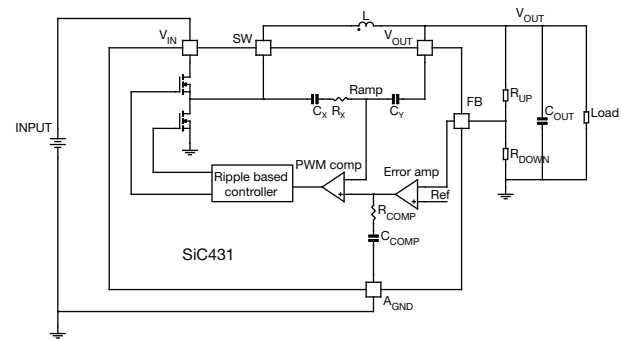 L
VOUT
VIN
SW
VOUT
Ramp
CX RX
CY
FB
RUP
COUT
Load
INPUT
PWM comp
Error amp
RDOWN
Ripple based
controller
Ref
RCOMP
CCOMP
SiC431
AGND